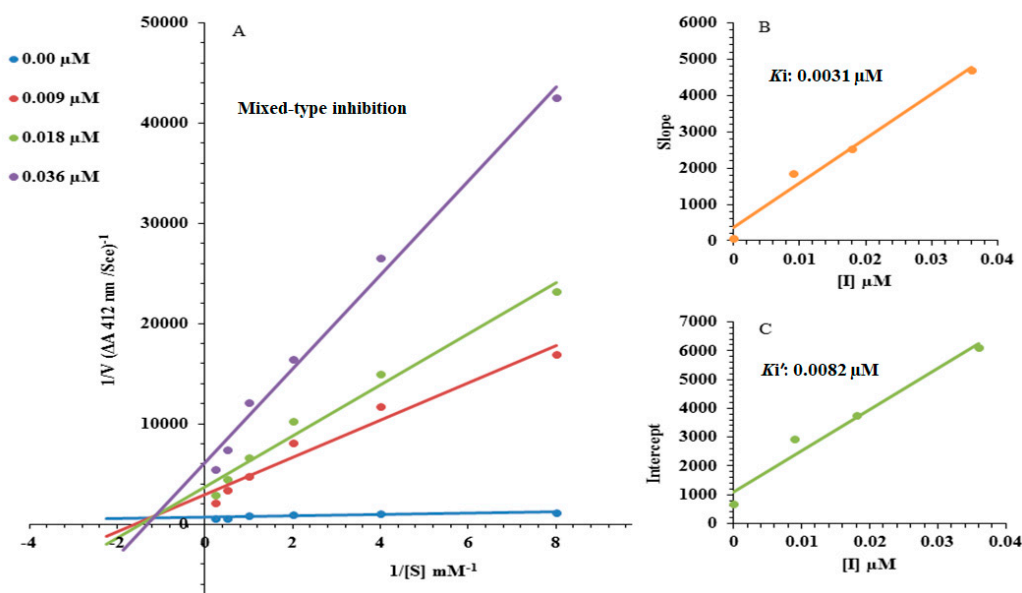 A
0.00 µM
0.009 µM
0.018 µM
0.036 µM
Mixed-type inhibition
1/V (ΔA 412 nm /Sce)-1
50000
40000
30000
20000
10000
0
-4
-2
0
2
4
6
8
1/[S] mM-1
B
Ki: 0.0031 µM
Slope
6000
5000
4000
3000
2000
1000
0
0
0.01
0.02
0.03
0.04
[I] µM
C
Ki′: 0.0082 µM
Intercept
7000
6000
5000
4000
3000
2000
1000
0
0
0.01
0.02
0.03
0.04
[I] µM